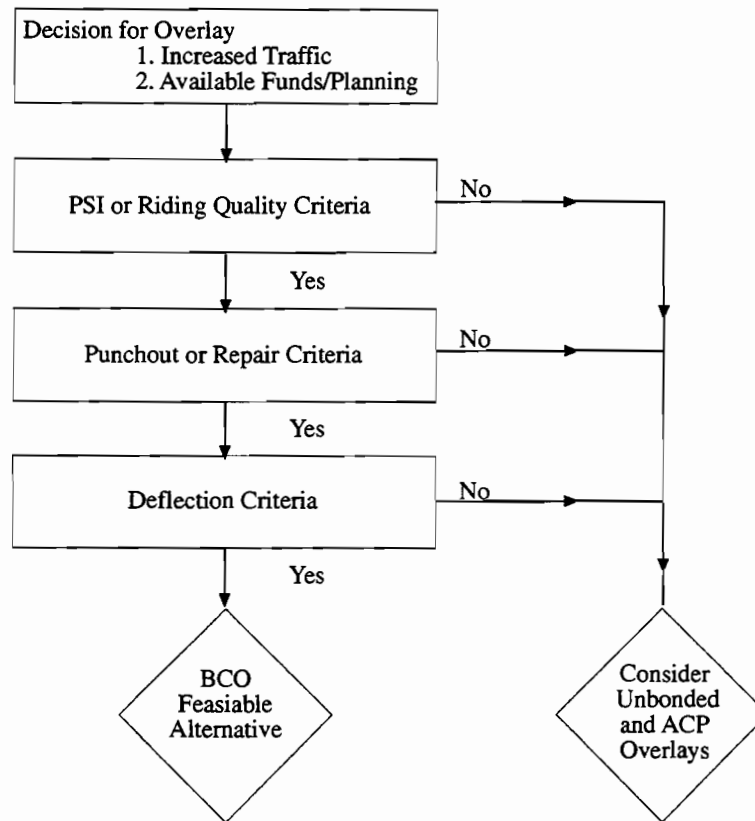 Decision for Overlay
1. Increased Traffic
2. Available Funds/Planning
PSI or Riding Quality Criteria
No
Yes
Punchout or Repair Criteria
No
Yes
Deflection Criteria
No
Yes
BCO
Feasiable
Alternative
Consider
Unbonded
and ACP
Overlays